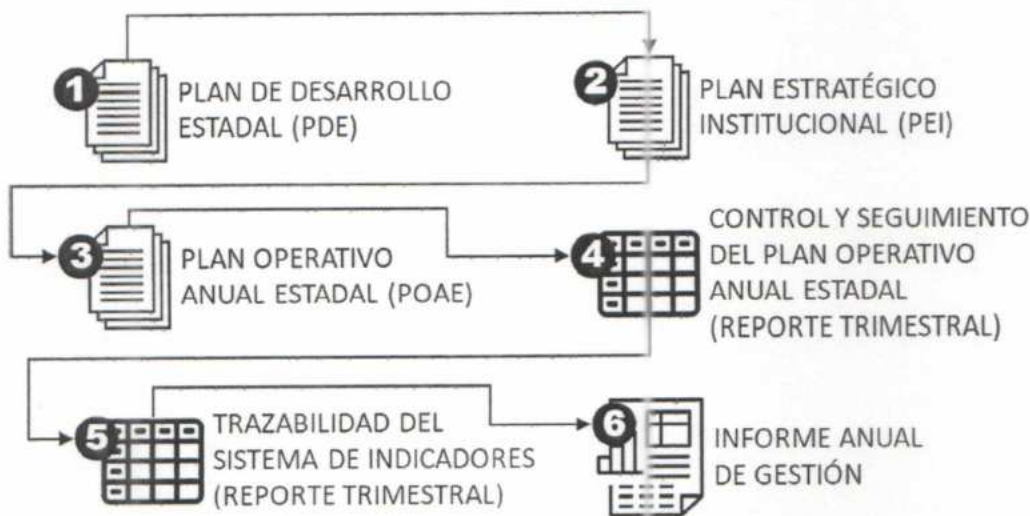 1 PLAN DE DESARROLLO
ESTADAL (PDE)
2 PLAN ESTRATÉGICO
INSTITUCIONAL (PEI)
3 PLAN OPERATIVO
ANUAL ESTADAL (POAE)
4 CONTROL Y SEGUIMIENTO
DEL PLAN OPERATIVO
ANUAL ESTADAL
(REPORTE TRIMESTRAL)
5 TRAZABILIDAD DEL
SISTEMA DE INDICADORES
(REPORTE TRIMESTRAL)
6 INFORME ANUAL
DE GESTIÓN